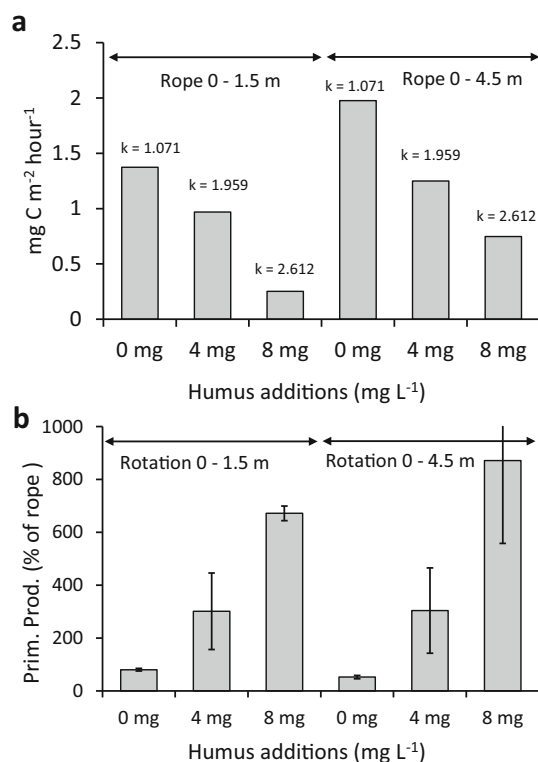 a
2.5
2
1.5
1
0.5
0
mg C m⁻² hour⁻¹
Rope 0 - 1.5 m
Rope 0 - 4.5 m
k = 1.071
k = 1.959
k = 2.612
k = 1.071
k = 1.959
k = 2.612
0 mg 4 mg 8 mg 0 mg 4 mg 8 mg
Humus additions (mg L⁻¹)
b
1000
800
600
400
200
0
Prim. Prod. (% of rope )
Rotation 0 - 1.5 m
Rotation 0 - 4.5 m
0 mg 4 mg 8 mg 0 mg 4 mg 8 mg
Humus additions (mg L⁻¹)